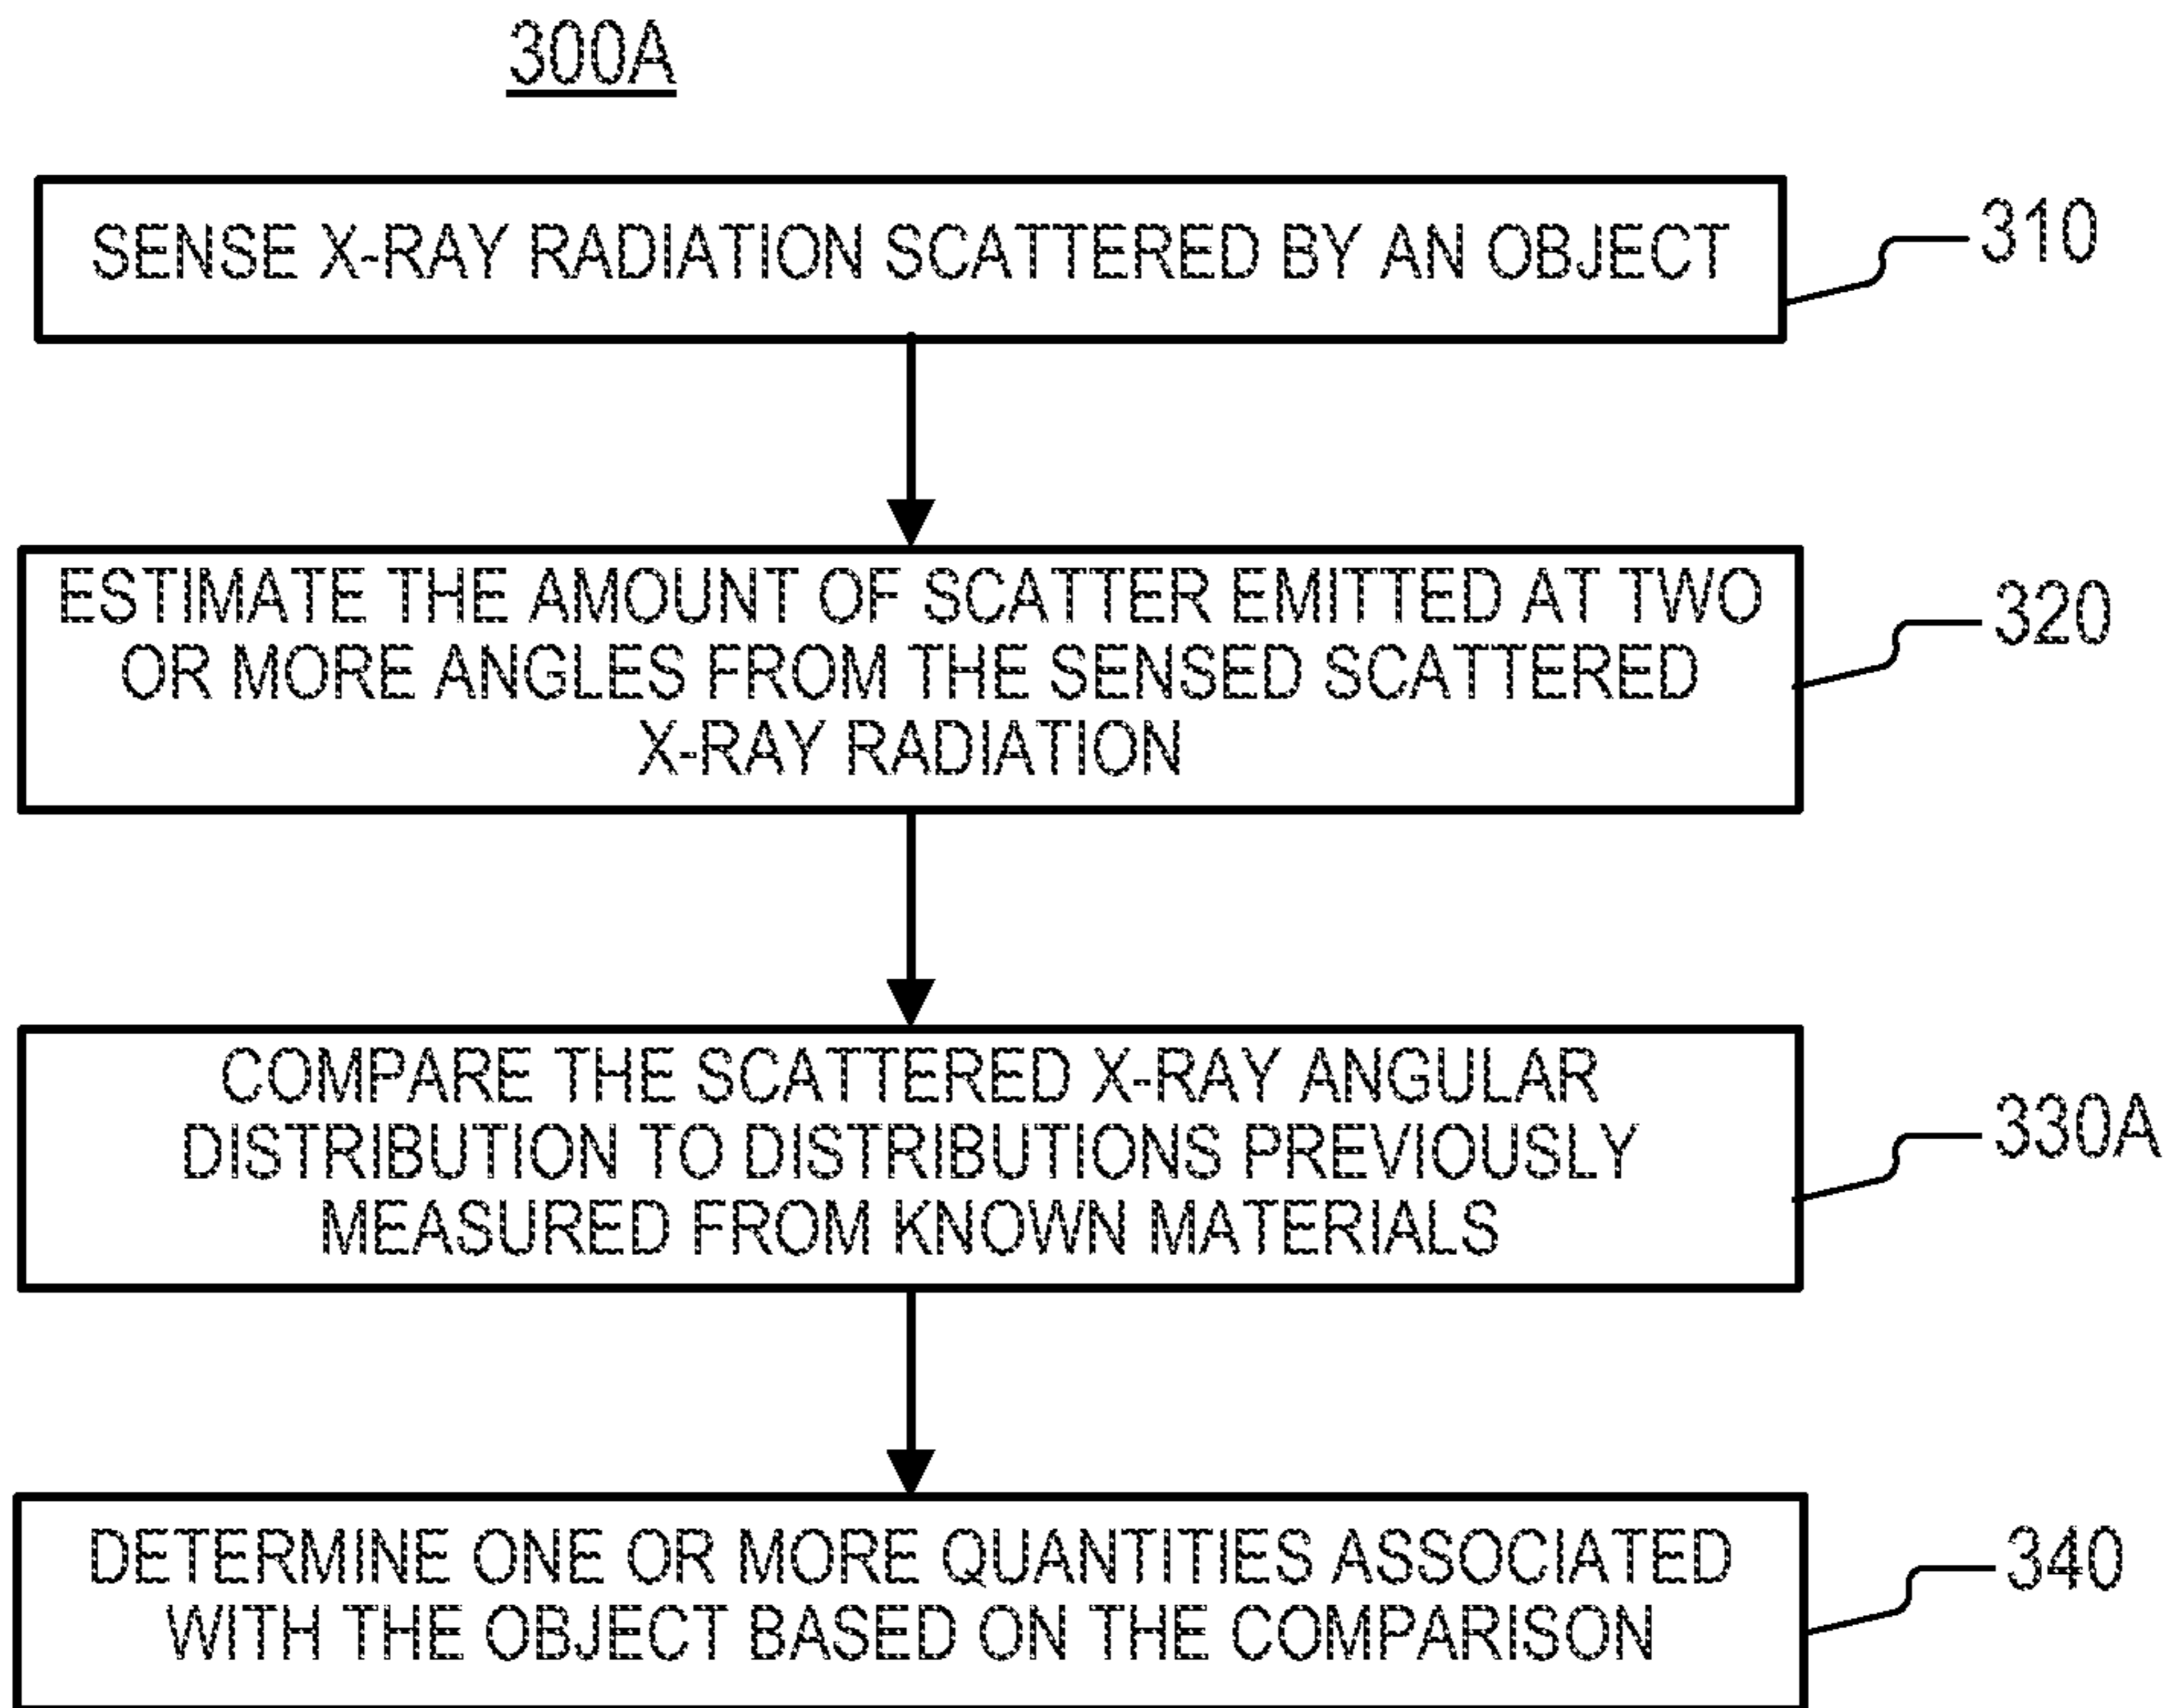 300A
SENSE X-RAY RADIATION SCATTERED BY AN OBJECT
310
ESTIMATE THE AMOUNT OF SCATTER EMITTED AT TWO
OR MORE ANGLES FROM THE SENSED SCATTERED
X-RAY RADIATION
320
COMPARE THE SCATTERED X-RAY ANGULAR
DISTRIBUTION TO DISTRIBUTIONS PREVIOUSLY
MEASURED FROM KNOWN MATERIALS
330A
DETERMINE ONE OR MORE QUANTITIES ASSOCIATED
WITH THE OBJECT BASED ON THE COMPARISON
340